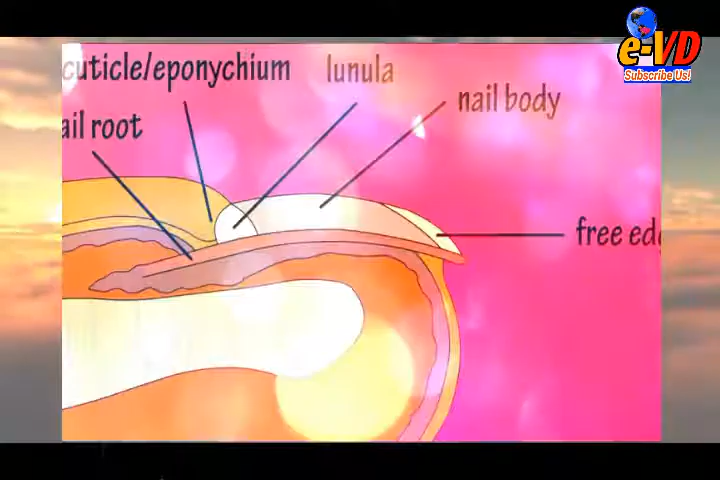 cuticle/eponychium
lunula
nail body
ail root
free ed
e-VD
Subscribe Us!